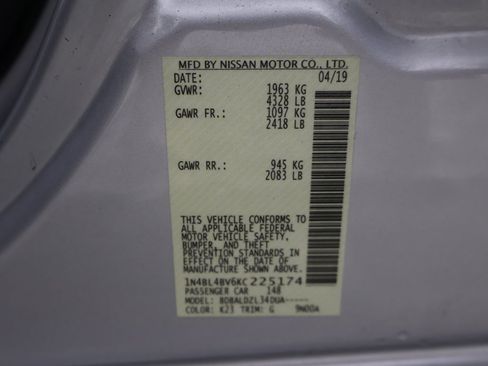 MFD BY NISSAN MOTOR CO., LTD.
DATE: 04/19
GVWR: 1963 KG
4328 LB
GAWR FR.: 1097 KG
2418 LB
GAWR RR.: 945 KG
2083 LB
THIS VEHICLE CONFORMS TO
ALL APPLICABLE FEDERAL
MOTOR VEHICLE SAFETY,
BUMPER, AND THEFT
PREVENTION STANDARDS IN
EFFECT ON THE DATE OF
MANUFACTURE SHOWN ABOVE.
1N4BL4BV6KC225174
PASSENGER CAR 148
MODEL: BDBALDZL34DUA-----
COLOR: K23 TRIM: G 9N00A